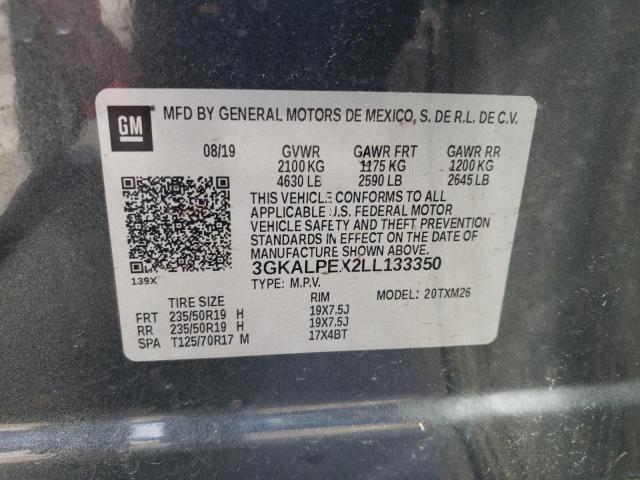 GM
MFD BY GENERAL MOTORS DE MEXICO, S. DE R.L. DE C.V.
08/19 GVWR GAWR FRT GAWR RR
2100 KG 1175 KG 1200 KG
4630 LB 2590 LB 2645 LB
THIS VEHICLE CONFORMS TO ALL
APPLICABLE U.S. FEDERAL MOTOR
VEHICLE SAFETY AND THEFT PREVENTION
STANDARDS IN EFFECT ON THE DATE OF
MANUFACTURE SHOWN ABOVE.
3GKALPEX2LL133350
139X
TYPE: M.P.V. MODEL: 20TXM26
TIRE SIZE RIM
FRT 235/50R19 H 19X7.5J
RR 235/50R19 H 19X7.5J
SPA T125/70R17 M 17X4BT